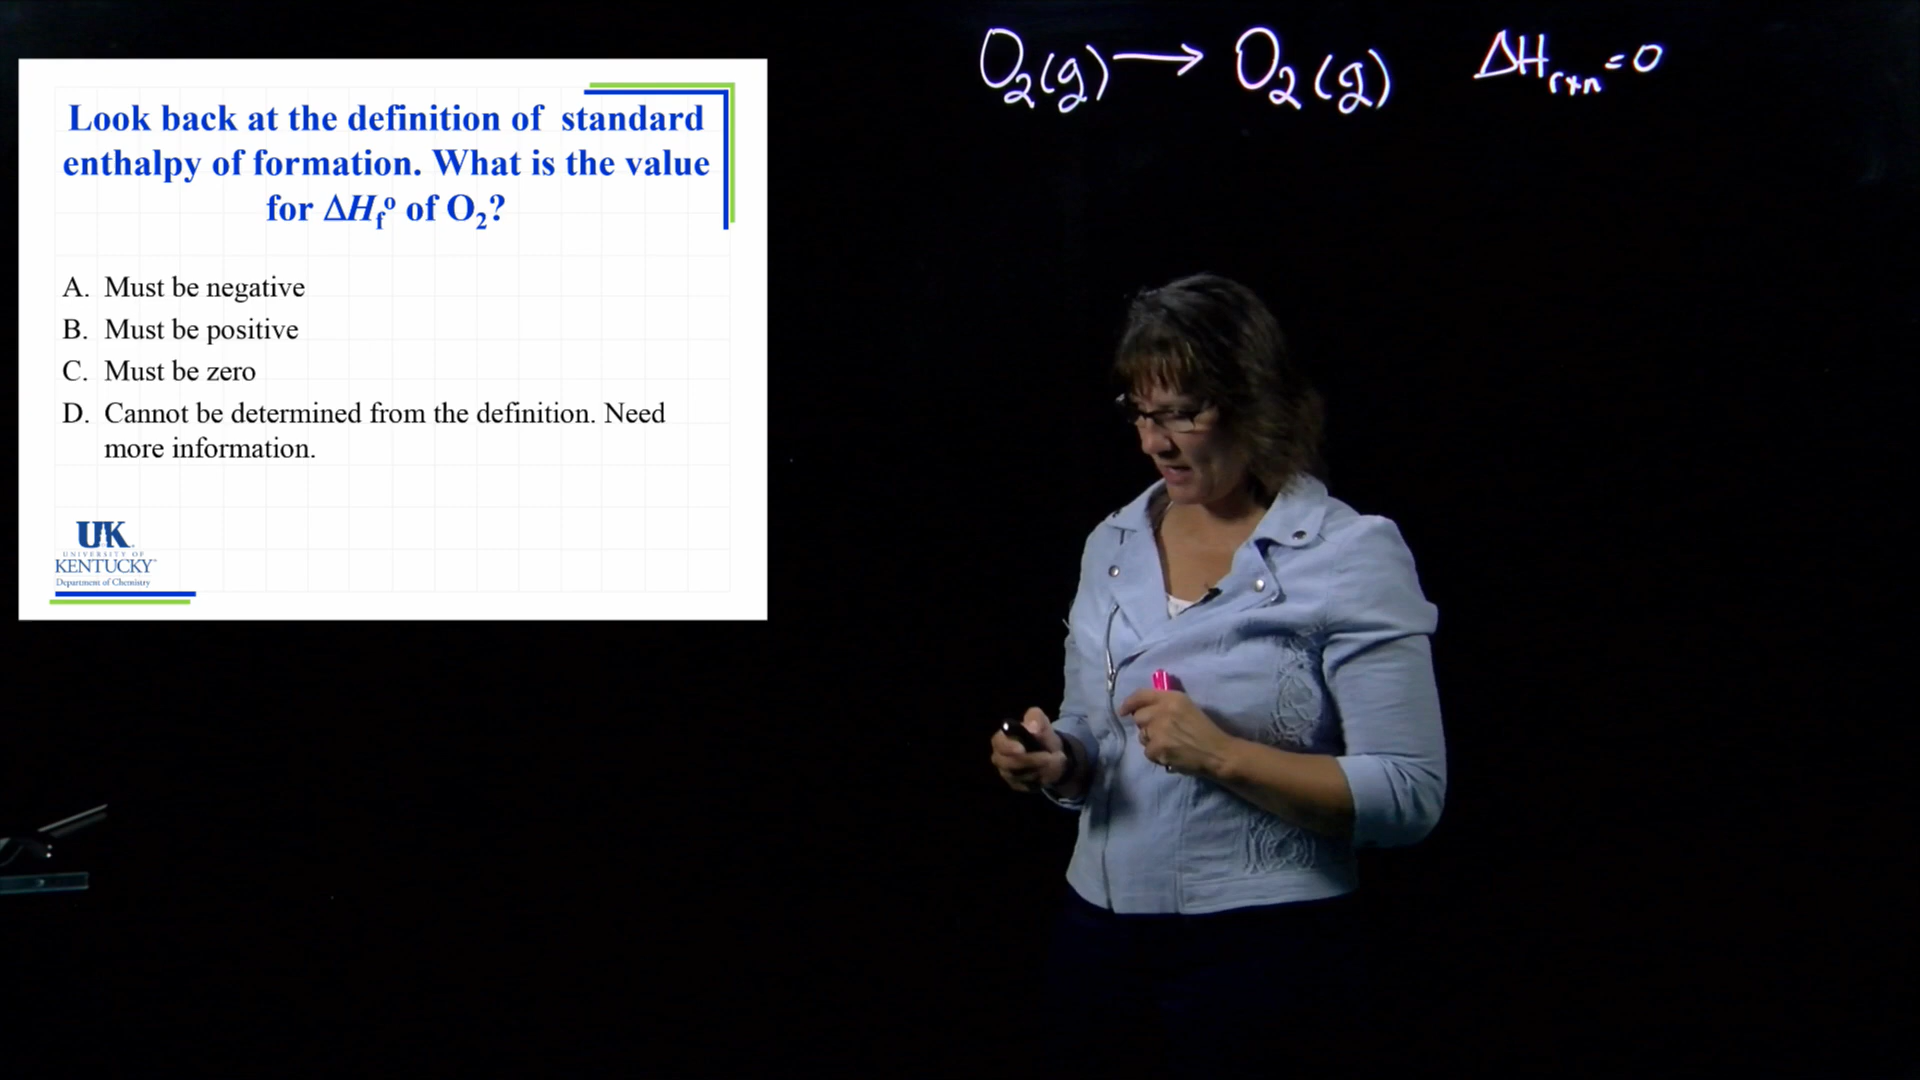 Look back at the definition of standard
enthalpy of formation. What is the value
for ΔHfº of O₂?
A. Must be negative
B. Must be positive
C. Must be zero
D. Cannot be determined from the definition. Need
more information.
UK
UNIVERSITY OF
KENTUCKY
Department of Chemistry
O₂(g) → O₂(g) ΔHrxn = 0